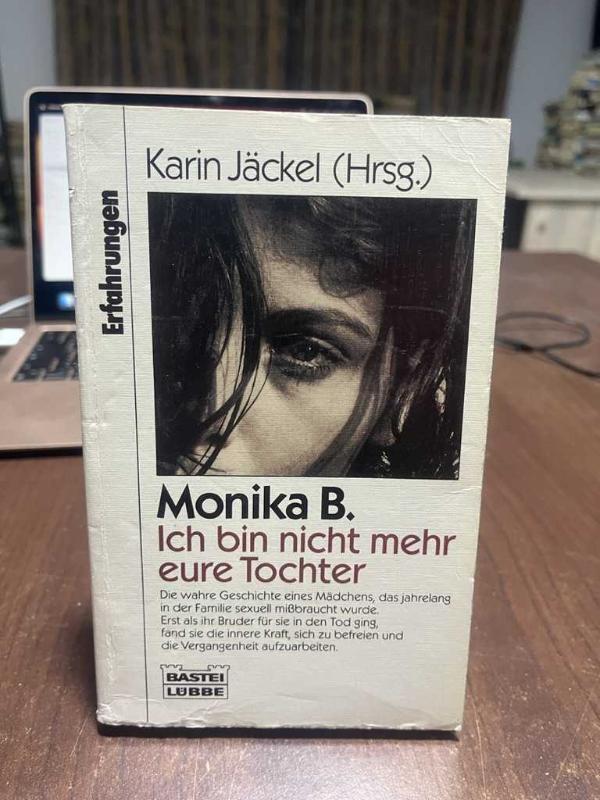 Karin Jäckel (Hrsg.)
Erfahrungen
Monika B.
Ich bin nicht mehr
eure Tochter
Die wahre Geschichte eines Mädchens, das jahrelang
in der Familie sexuell mißbraucht wurde.
Erst als ihr Bruder für sie in den Tod ging,
fand sie die innere Kraft, sich zu befreien und
die Vergangenheit aufzuarbeiten.
BASTEI
LÜBBE